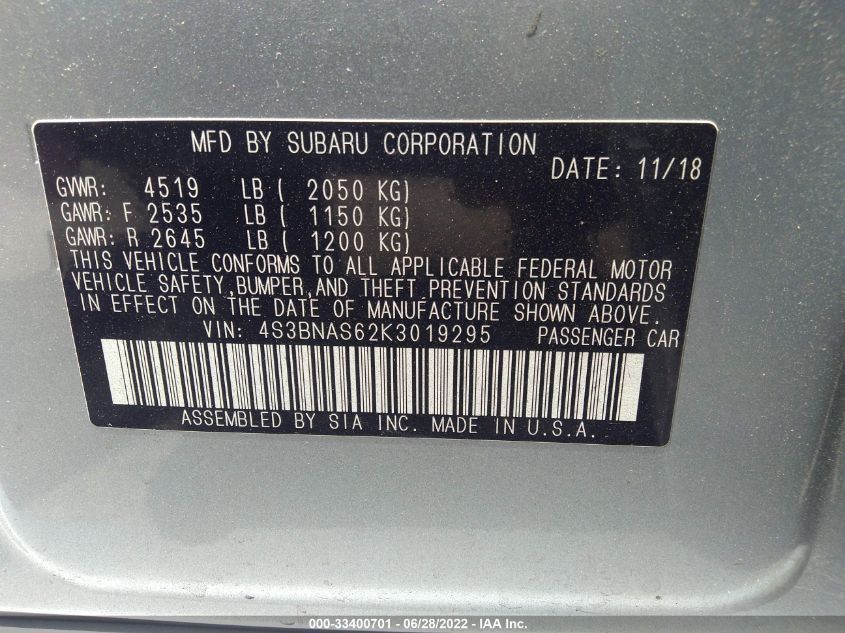 MFD BY SUBARU CORPORATION
DATE: 11/18
GVWR: 4519 LB ( 2050 KG)
GAWR: F 2535 LB ( 1150 KG)
GAWR: R 2645 LB ( 1200 KG)
THIS VEHICLE CONFORMS TO ALL APPLICABLE FEDERAL MOTOR
VEHICLE SAFETY, BUMPER, AND THEFT PREVENTION STANDARDS
IN EFFECT ON THE DATE OF MANUFACTURE SHOWN ABOVE.
VIN: 4S3BNAS62K3019295 PASSENGER CAR
ASSEMBLED BY SIA INC. MADE IN U.S.A.
000-33400701 - 06/28/2022 - IAA Inc.